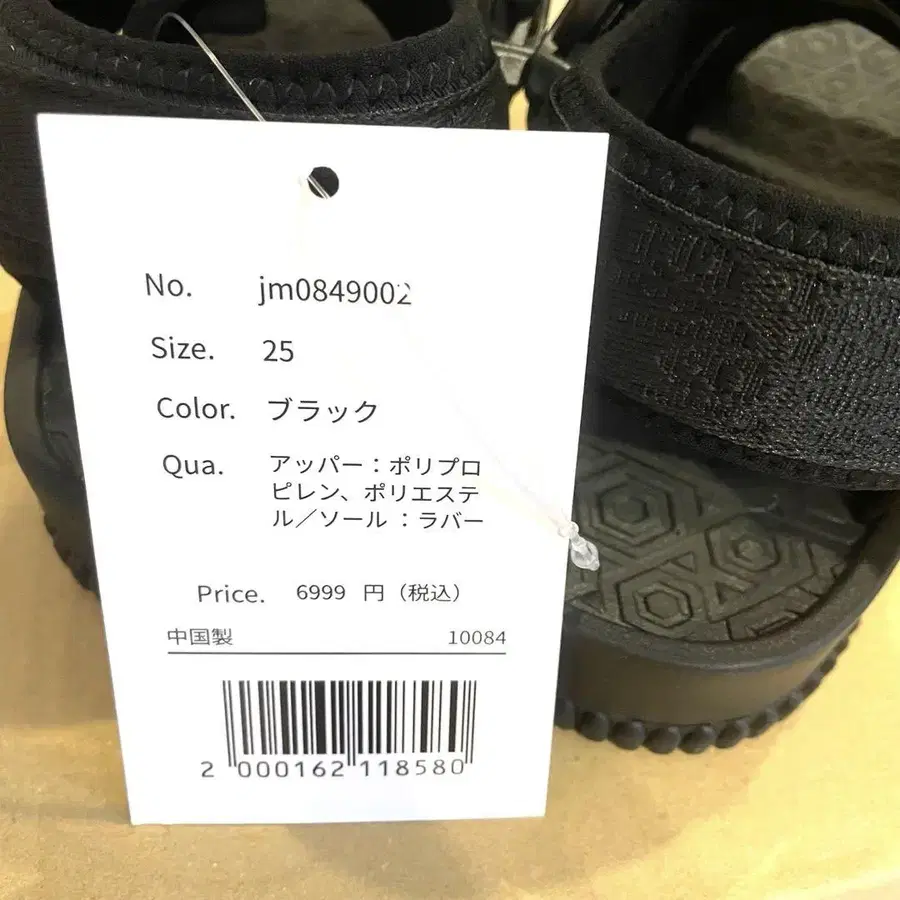 No. jm0849002
Size. 25
Color. ブラック
Qua. アッパー：ポリプロ
ピレン、ポリエステ
ル／ソール ：ラバー
Price. 6999 円（税込）
中国製 10084
2 000162 118580